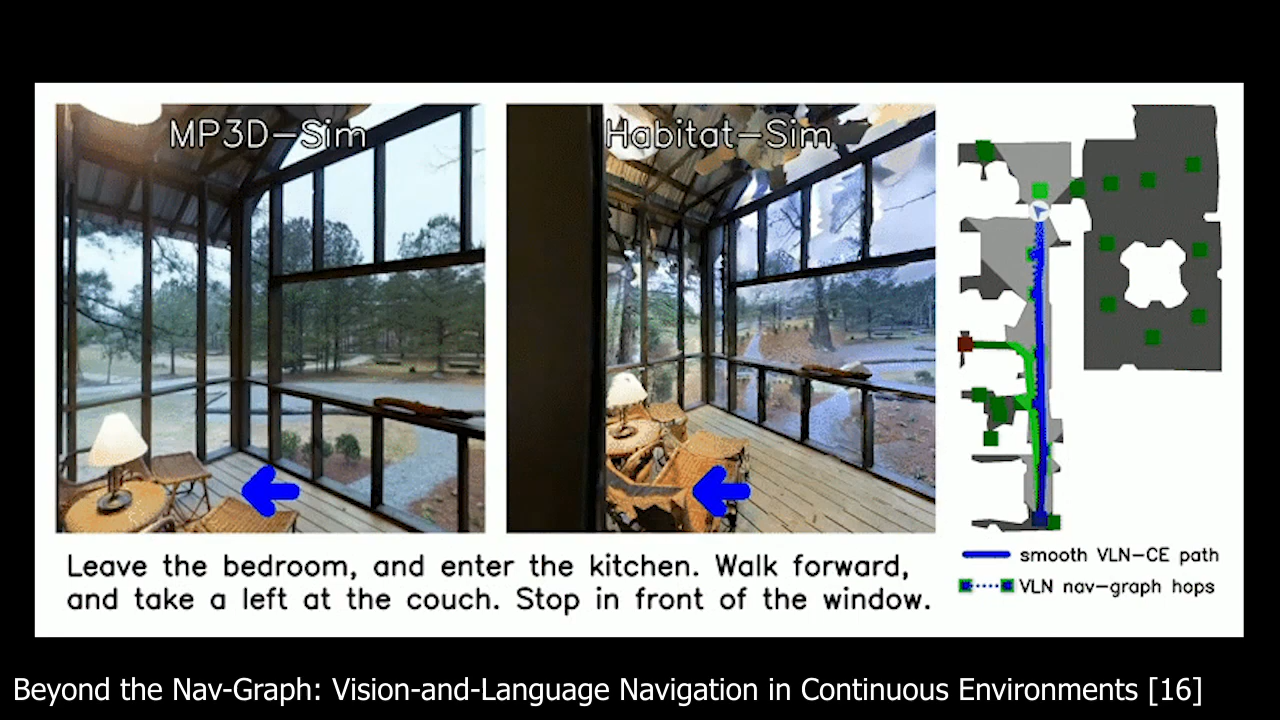 MP3D-Sim
Habitat-Sim
Leave the bedroom, and enter the kitchen. Walk forward,
and take a left at the couch. Stop in front of the window.
smooth VLN-CE path
VLN nav-graph hops
Beyond the Nav-Graph: Vision-and-Language Navigation in Continuous Environments [16]